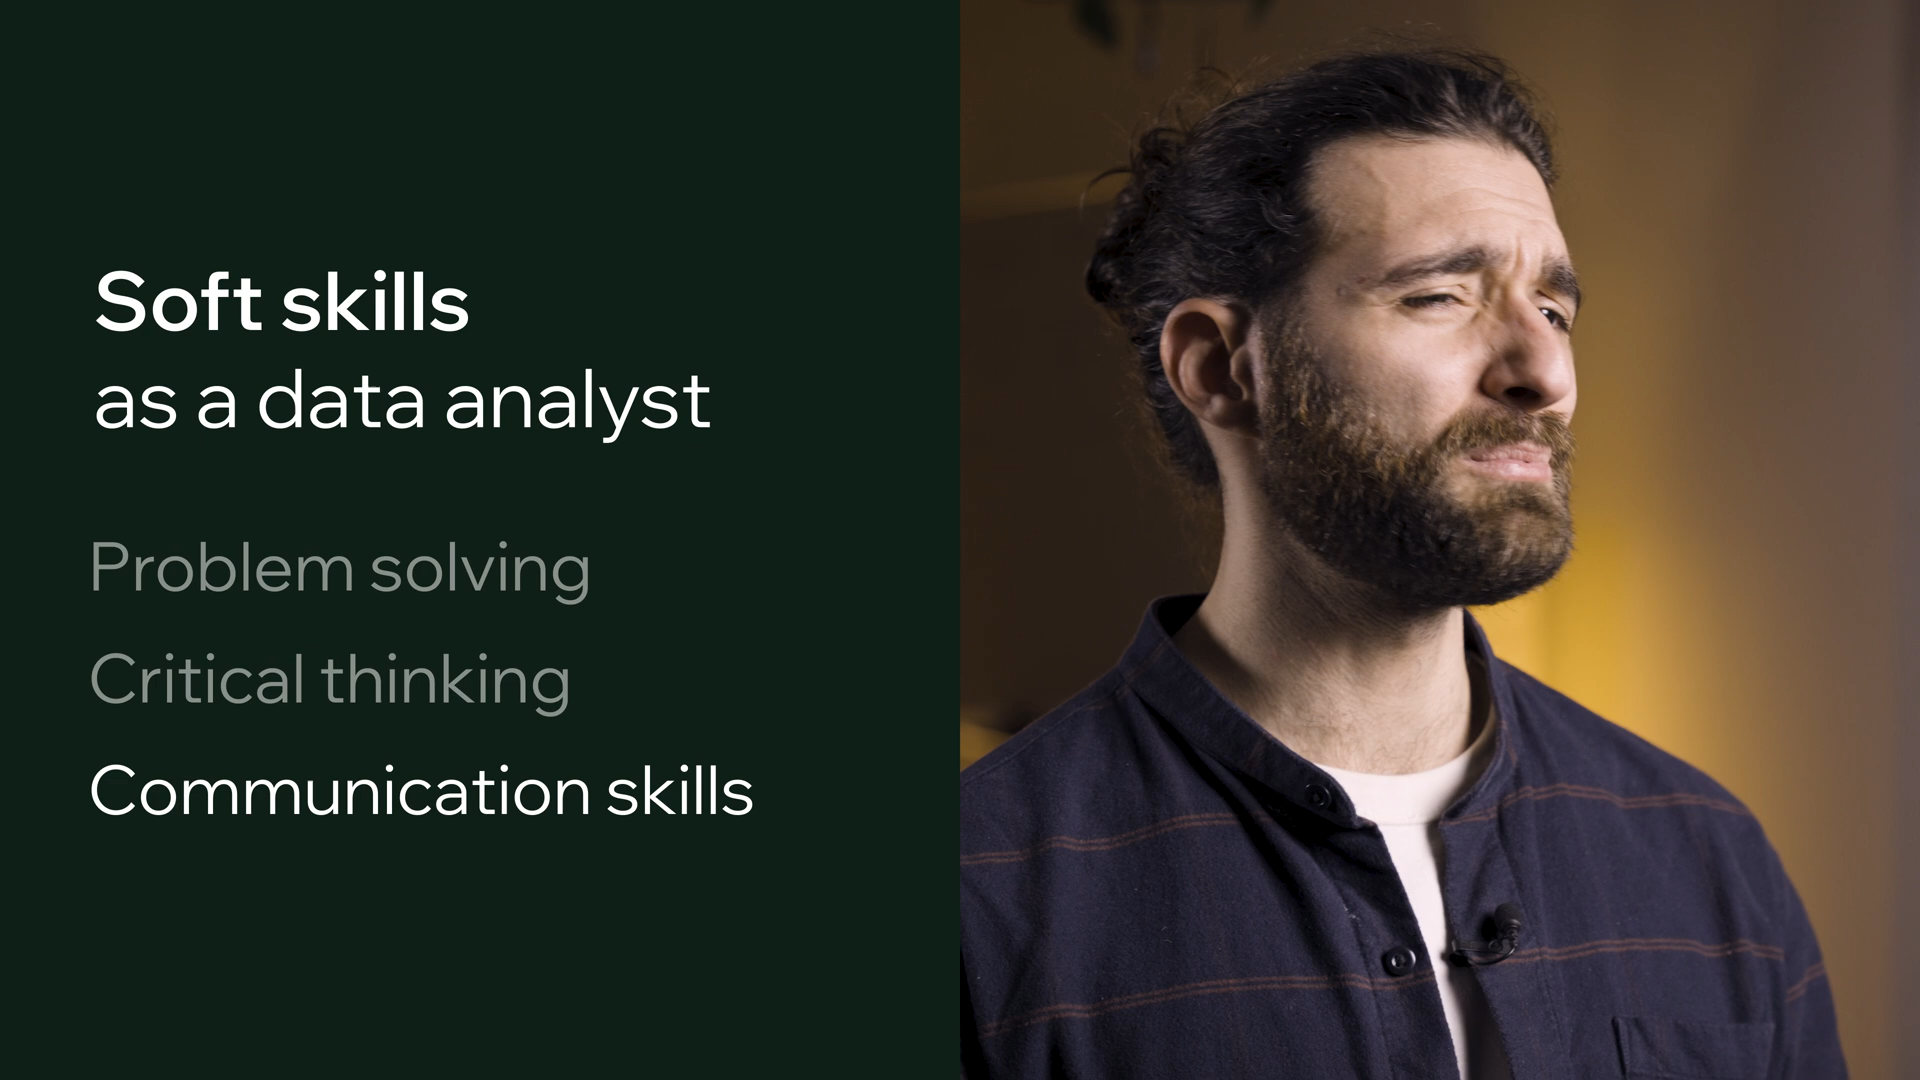 Soft skills
as a data analyst
Problem solving
Critical thinking
Communication skills